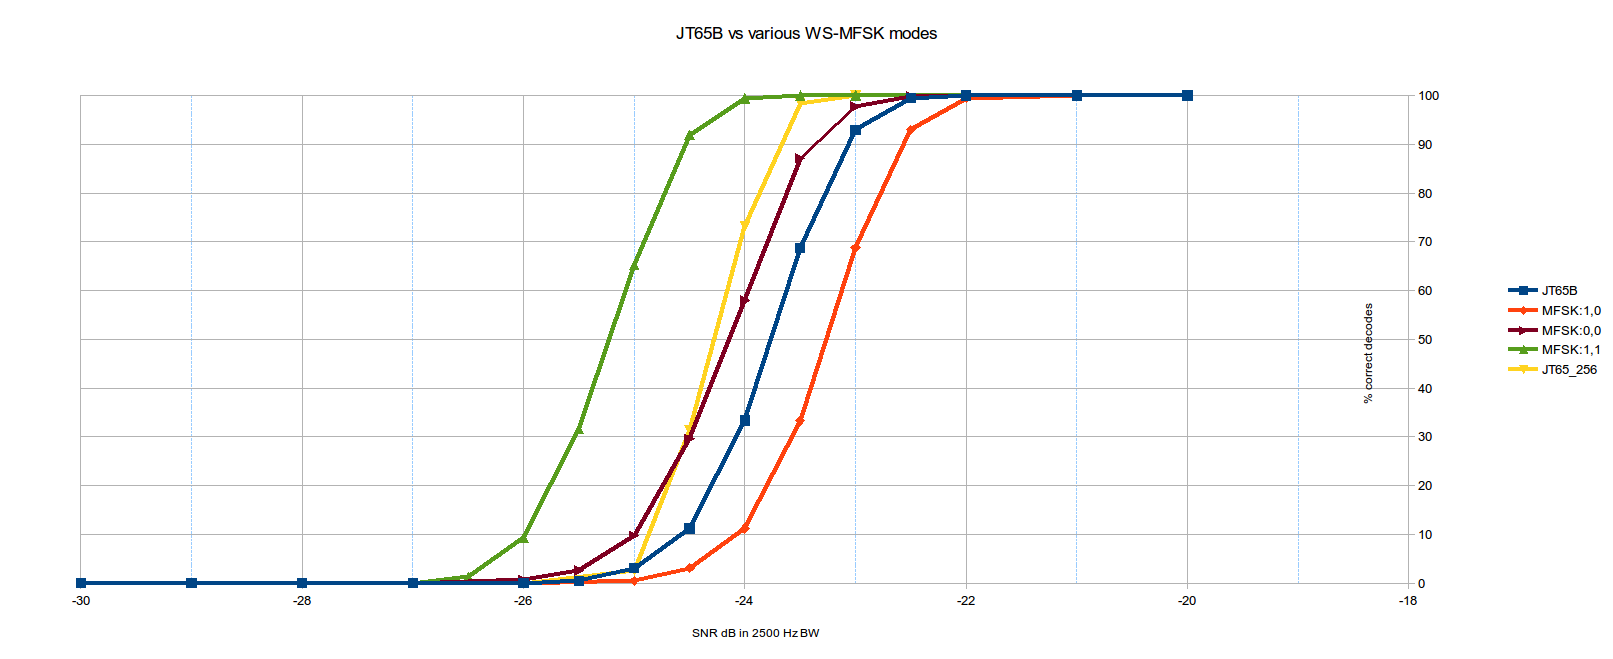 JT65B vs various WS-MFSK modes
100
90
80
70
60
50
40
30
20
10
0
% correct decodes
-30
-28
-26
-24
-22
-20
-18
SNR dB in 2500 Hz BW
JT65B
MFSK:1,0
MFSK:0,0
MFSK:1,1
JT65_256